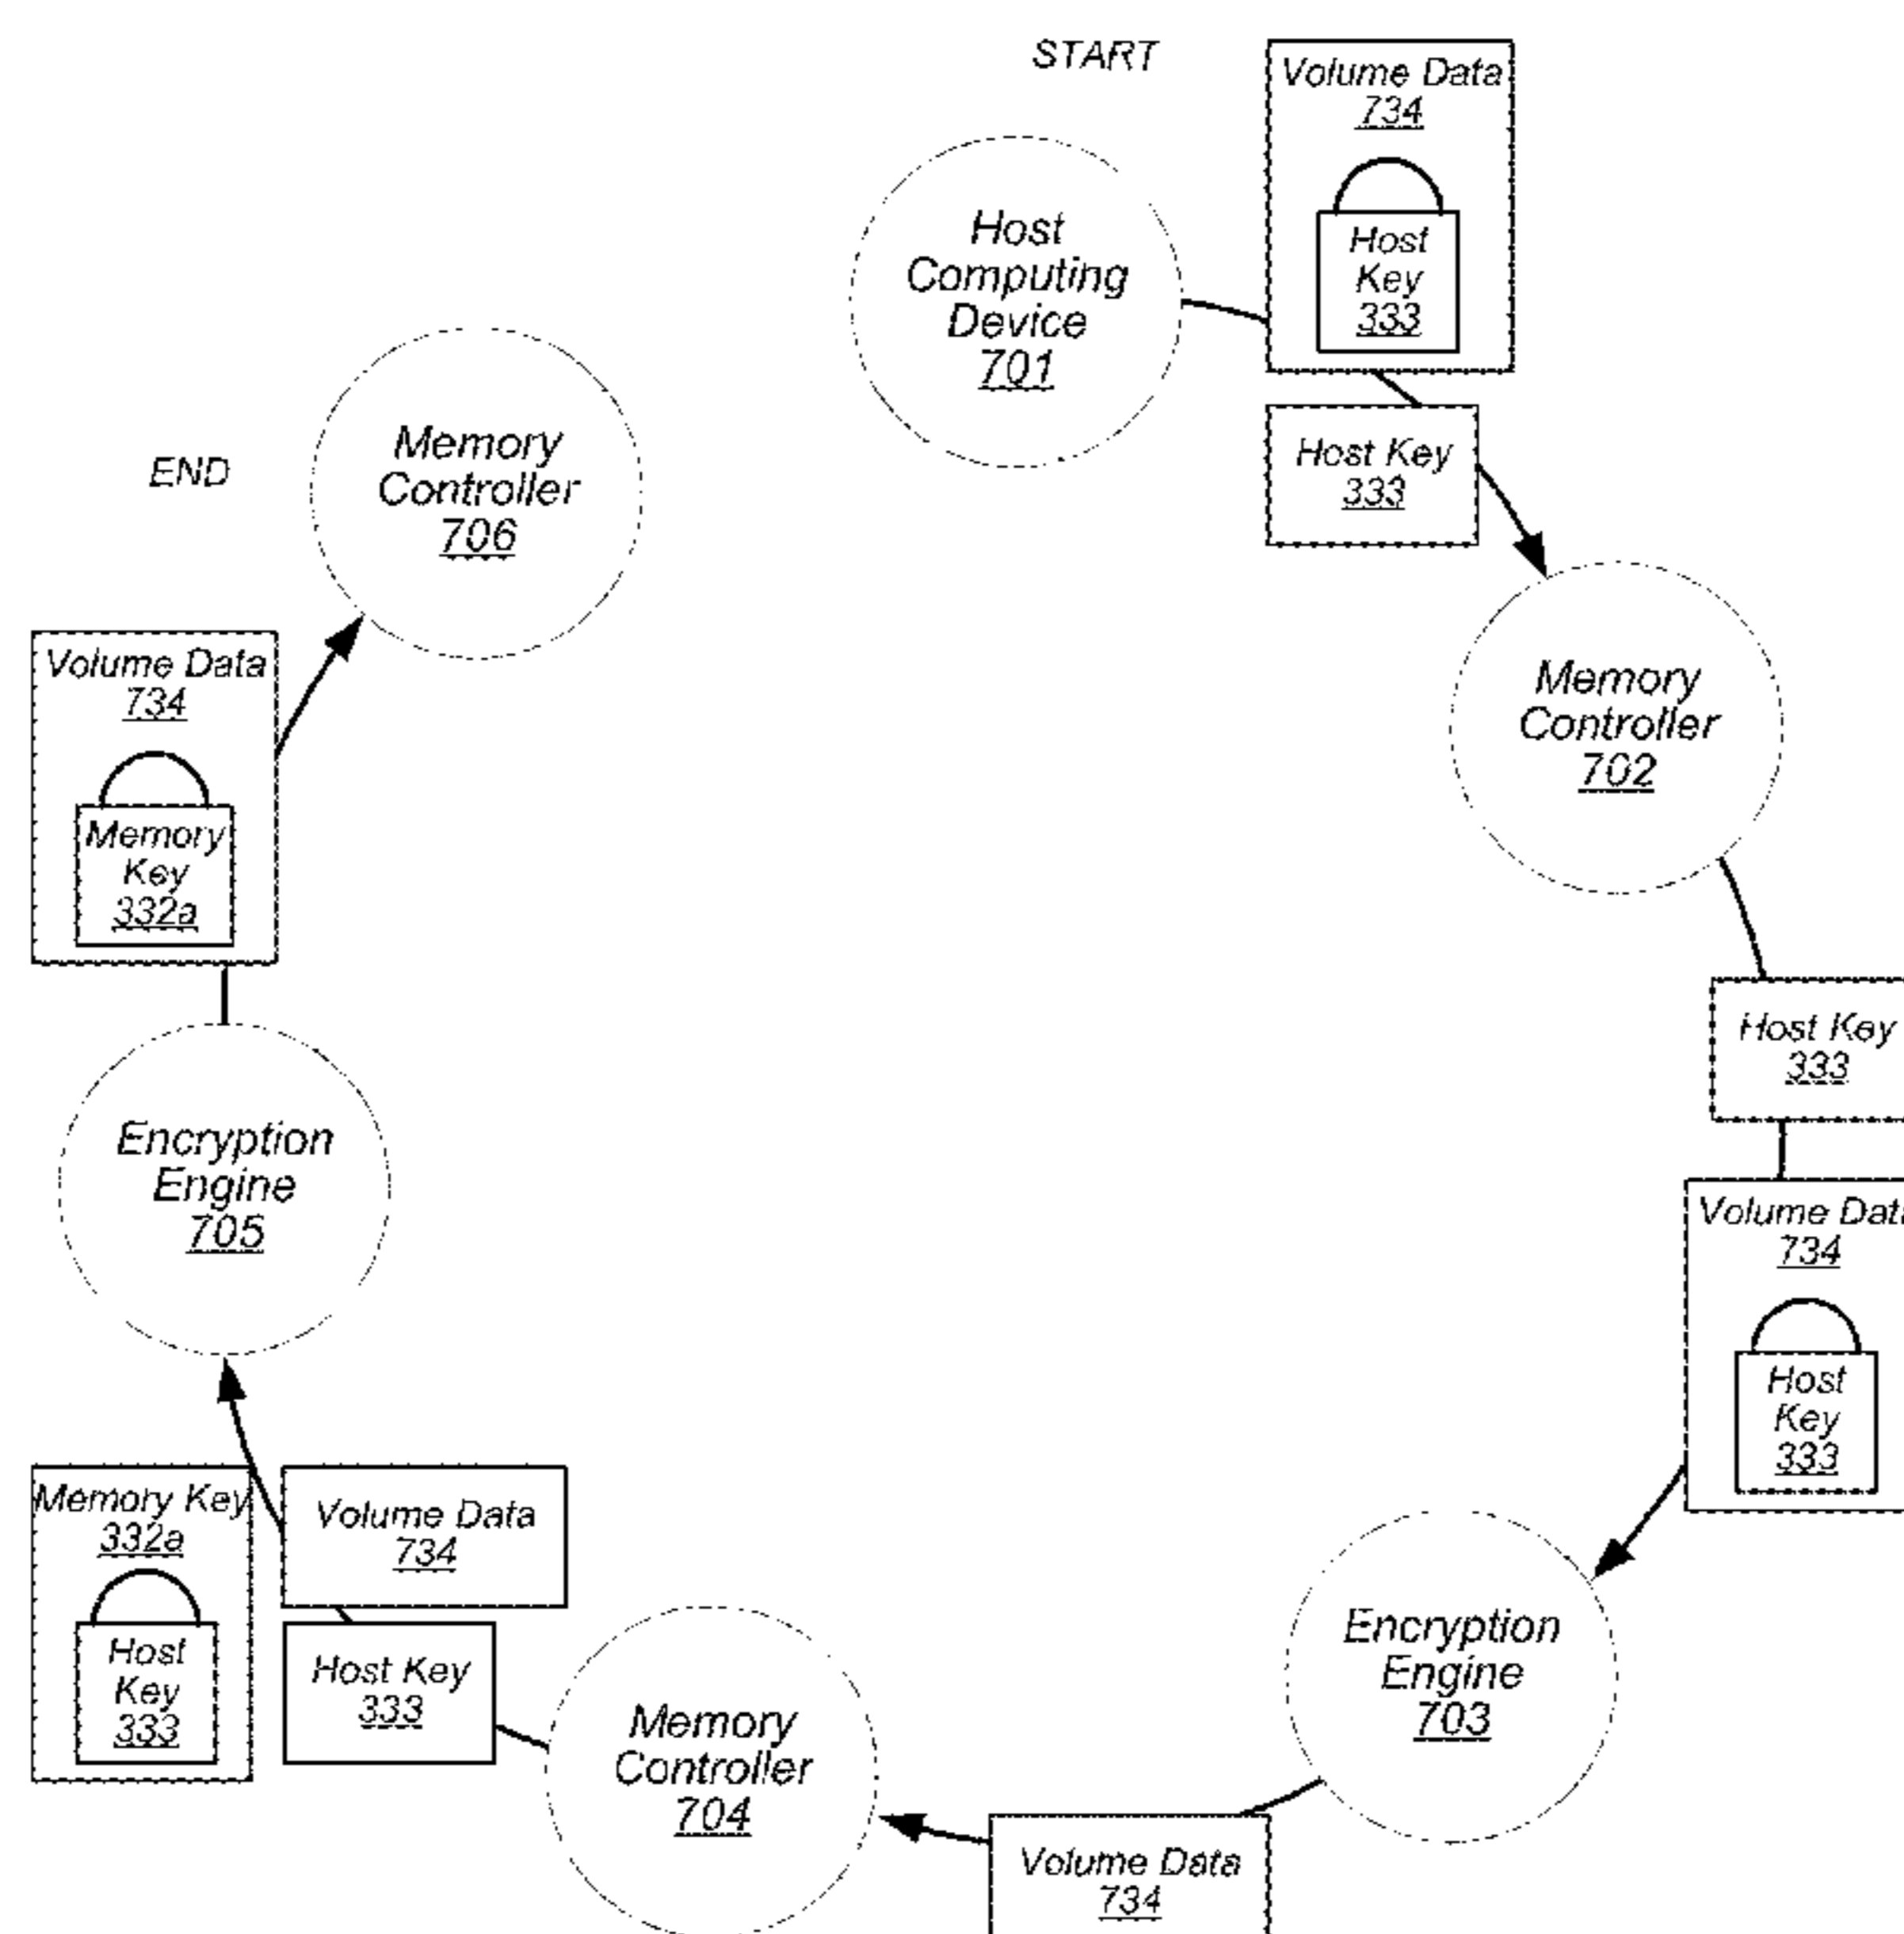 START
Volume Data
734
Host
Key
333
Host
Computing
Device
701
Host Key
333
Memory
Controller
702
Host Key
333
Volume Data
734
Host
Key
333
Encryption
Engine
703
Volume Data
734
Memory
Controller
704
Host Key
333
Volume Data
734
Memory Key
332a
Host
Key
333
Encryption
Engine
705
Volume Data
734
Memory
Key
332a
Memory
Controller
706
END